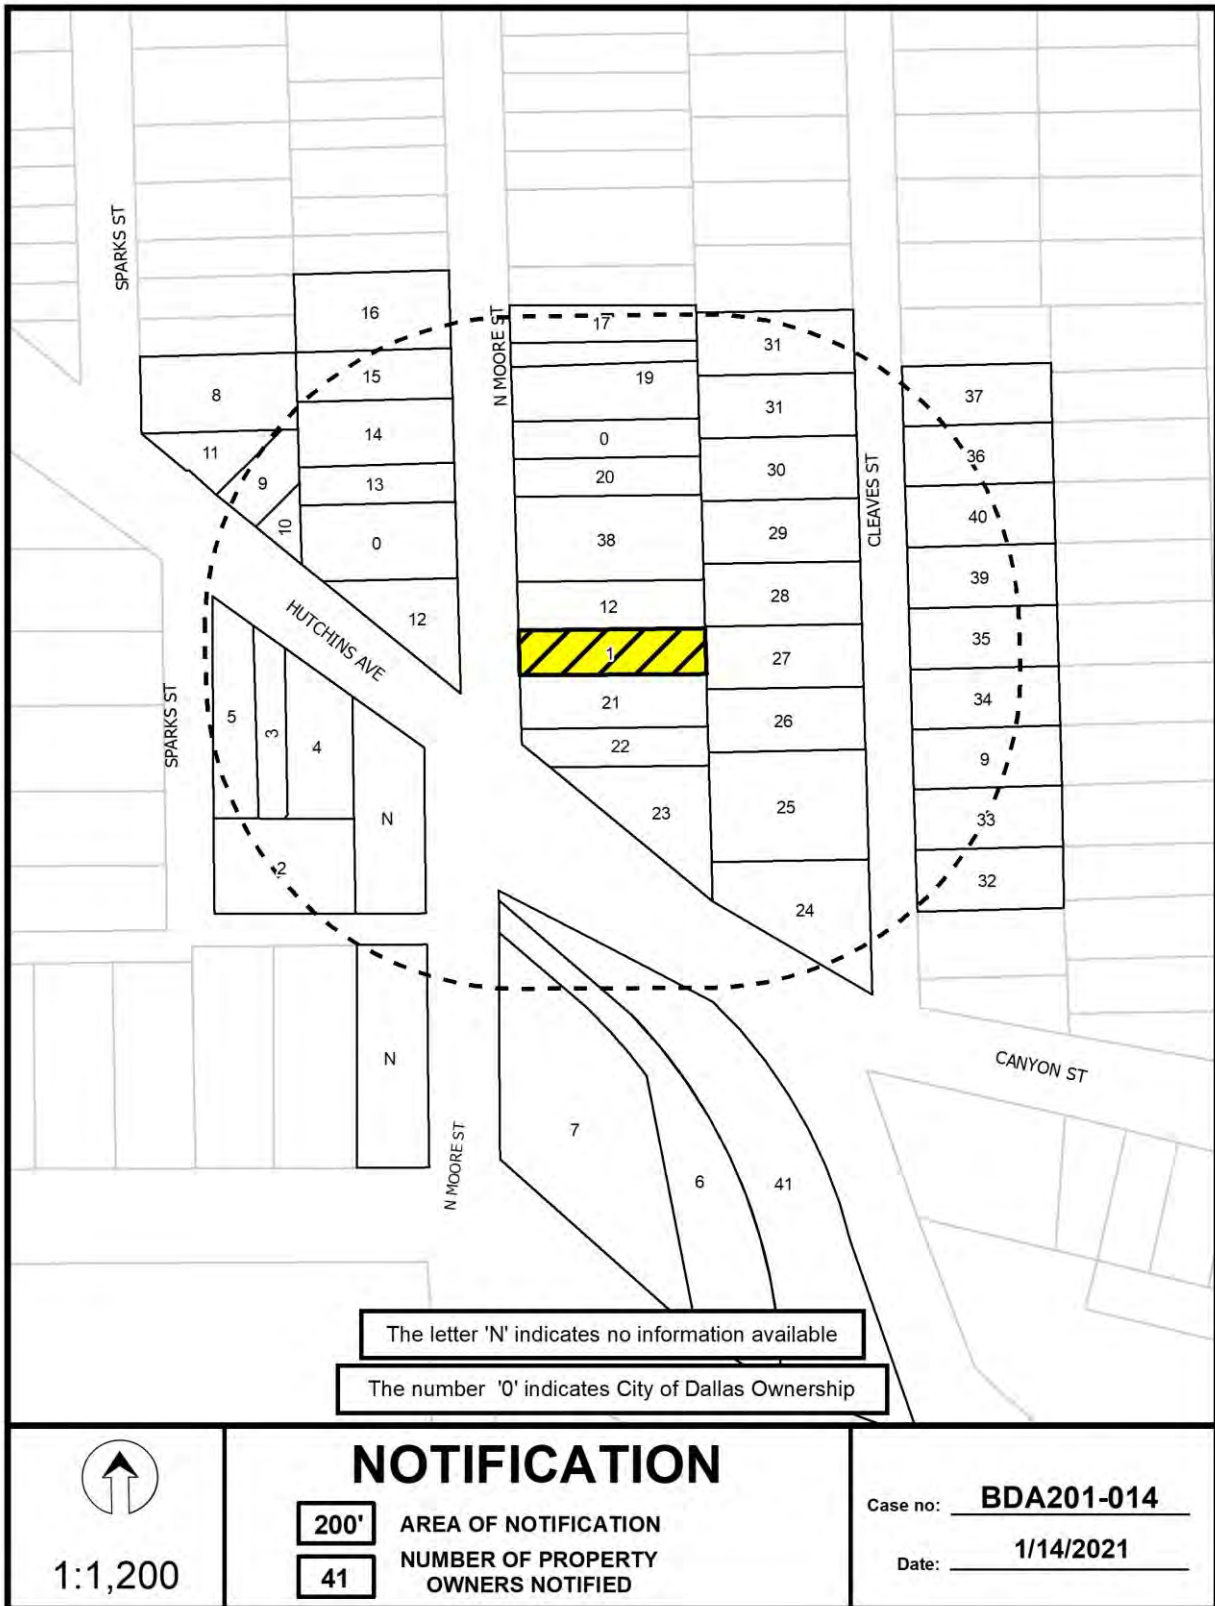 SPARKS ST
16
N MOORE ST
17
31
15
19
37
8
31
14
0
36
11
30
9
13
20
CLEAVES ST
40
10
0
38
29
39
28
12
12
HUTCHINS AVE
35
1
27
34
SPARKS ST
5
3
4
21
26
22
9
N
23
25
33
2
32
24
N
CANYON ST
7
N MOORE ST
6
41
The letter 'N' indicates no information available
The number '0' indicates City of Dallas Ownership
1:1,200
NOTIFICATION
200' AREA OF NOTIFICATION
41 NUMBER OF PROPERTY
OWNERS NOTIFIED
Case no: BDA201-014
Date: 1/14/2021